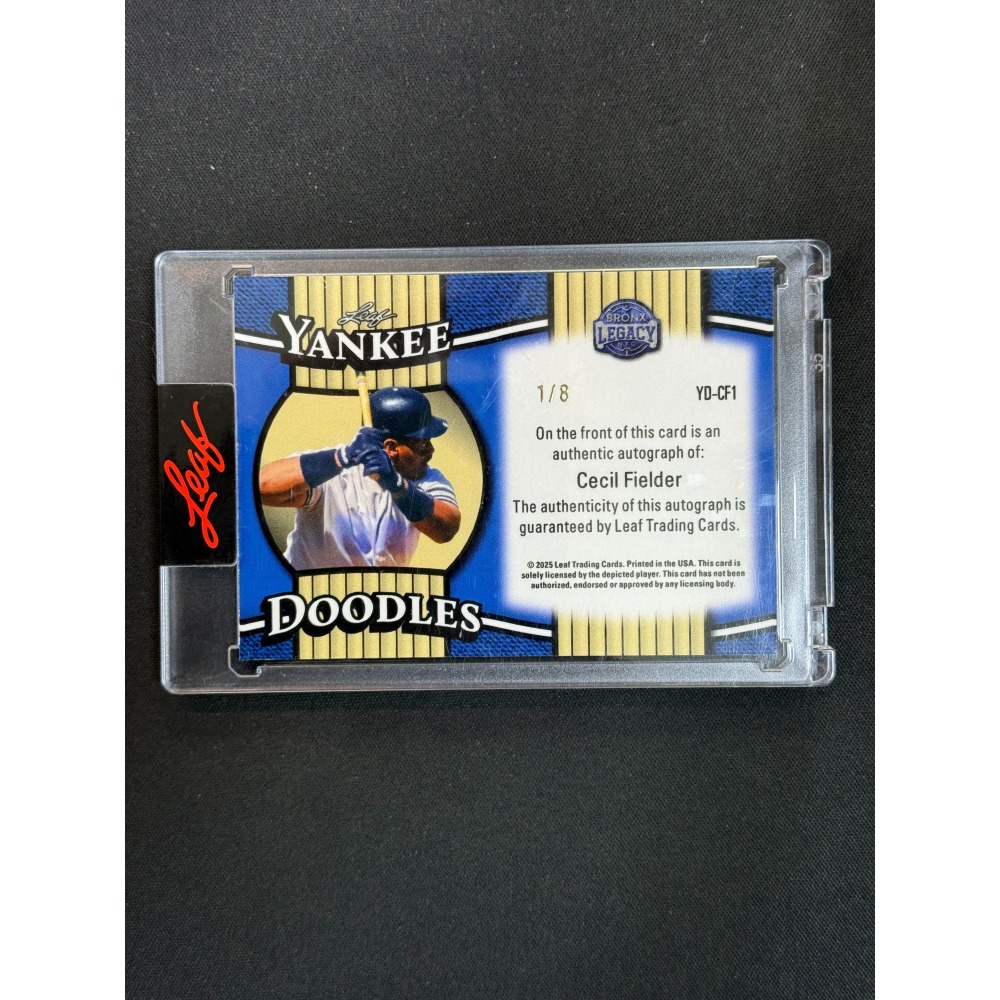 Leaf
YANKEE
DOODLES
Leaf
BRONX
LEGACY
NYC
1/8
YD-CF1
On the front of this card is an
authentic autograph of:
Cecil Fielder
The authenticity of this autograph is
guaranteed by Leaf Trading Cards.
© 2025 Leaf Trading Cards. Printed in the USA. This card is
solely licensed by the depicted player. This card has not been
authorized, endorsed or approved by any licensing body.
35